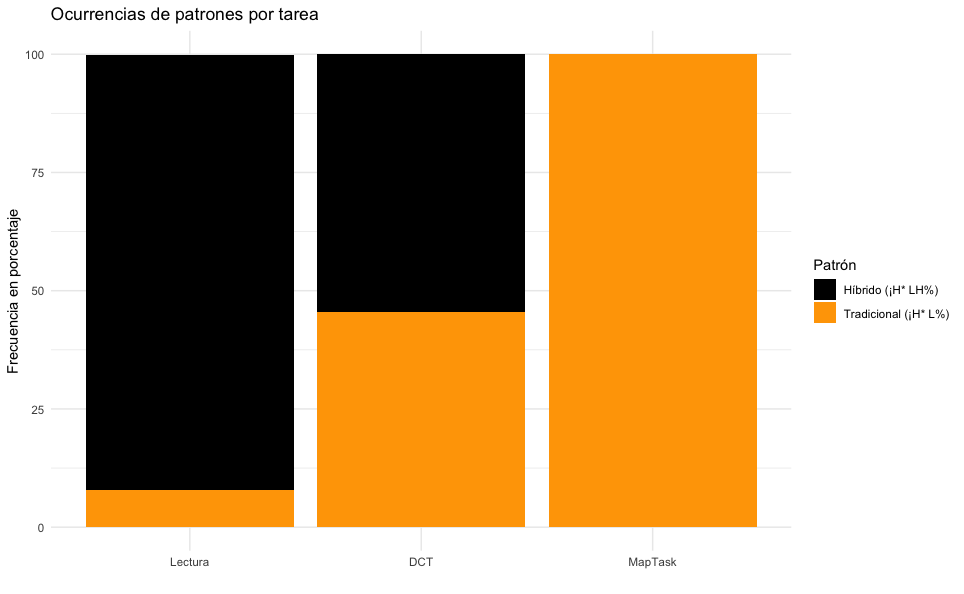 Ocurrencias de patrones por tarea
Frecuencia en porcentaje
100
75
50
25
0
Lectura
DCT
MapTask
Patrón
Híbrido (¡H* LH%)
Tradicional (¡H* L%)